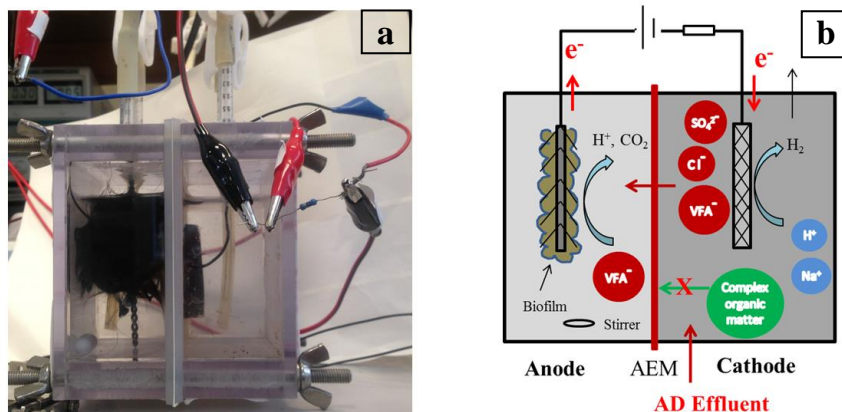 a
b
e-
e-
SO₄²⁻
H⁺, CO₂
Cl⁻
H₂
VFA⁻
H⁺
VFA⁻
X
Na⁺
Complex
organic
matter
Biofilm
Stirrer
Anode
AEM
Cathode
AD Effluent